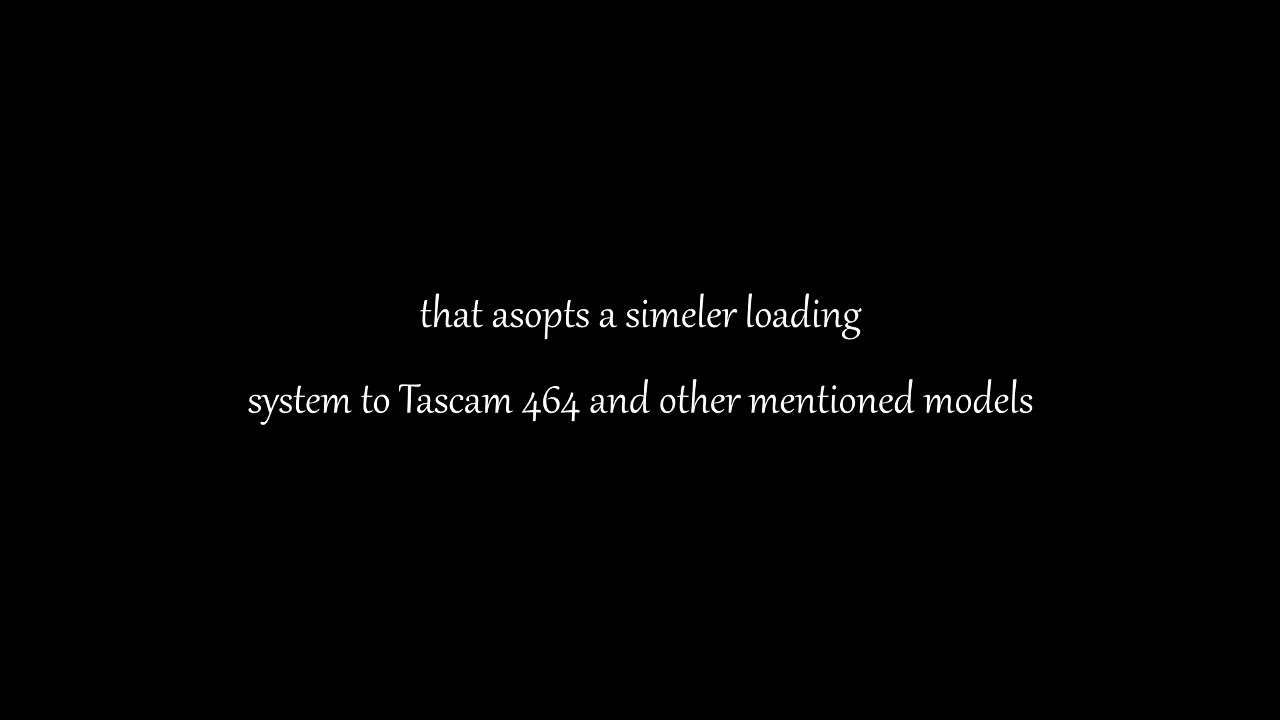 that asopts a simeler loading
system to Tascam 464 and other mentioned models